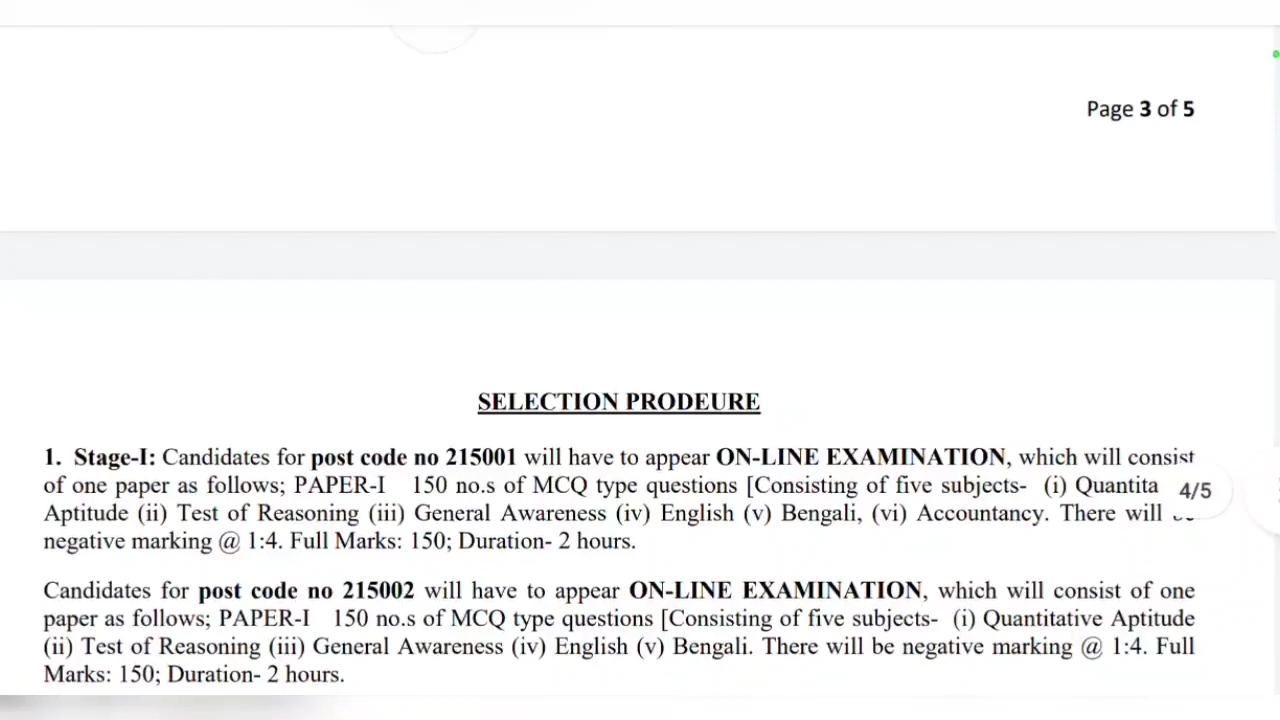 Page 3 of 5
SELECTION PRODEURE
1. Stage-I: Candidates for post code no 215001 will have to appear ON-LINE EXAMINATION, which will consist
of one paper as follows; PAPER-I 150 no.s of MCQ type questions [Consisting of five subjects- (i) Quantita
4/5
Aptitude (ii) Test of Reasoning (iii) General Awareness (iv) English (v) Bengali, (vi) Accountancy. There will
negative marking @ 1:4. Full Marks: 150; Duration- 2 hours.
Candidates for post code no 215002 will have to appear ON-LINE EXAMINATION, which will consist of one
paper as follows; PAPER-I 150 no.s of MCQ type questions [Consisting of five subjects- (i) Quantitative Aptitude
(ii) Test of Reasoning (iii) General Awareness (iv) English (v) Bengali. There will be negative marking @ 1:4. Full
Marks: 150; Duration- 2 hours.